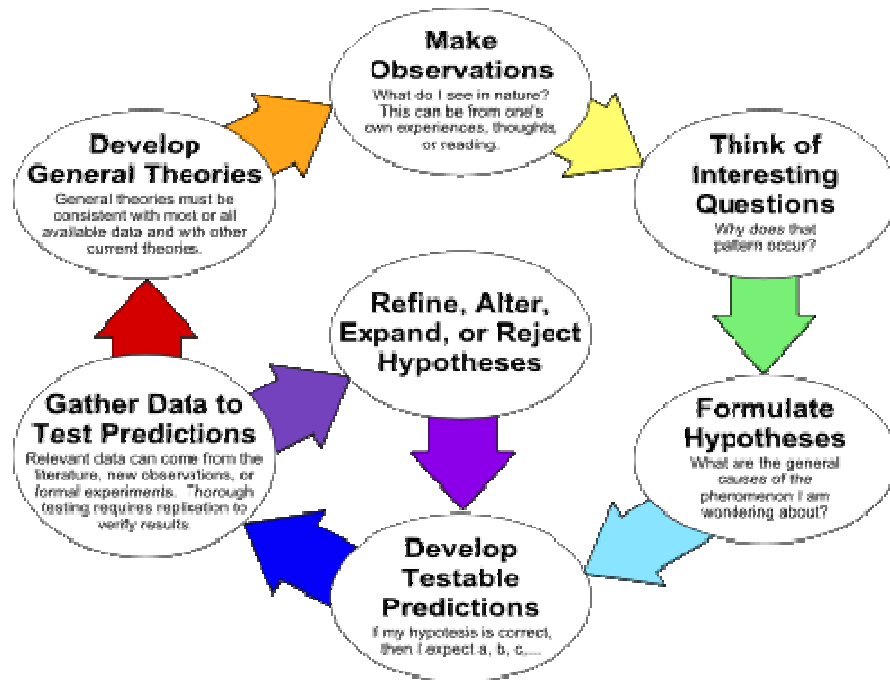 Make
Observations
What do I see in nature?
This can be from one's
own experiences, thoughts,
or reading.
Think of
Interesting
Questions
Why does that
pattern occur?
Formulate
Hypotheses
What are the general
causes of the
phenomenon I am
wondering about?
Develop
Testable
Predictions
If my hypotesis is correct,
then I expect a, b, c,...
Gather Data to
Test Predictions
Relevant data can come from the
literature, new observations, or
formal experiments. Thorough
testing requires replication to
verify results.
Refine, Alter,
Expand, or Reject
Hypotheses
Develop
General Theories
General theories must be
consistent with most or all
available data and with other
current theories.